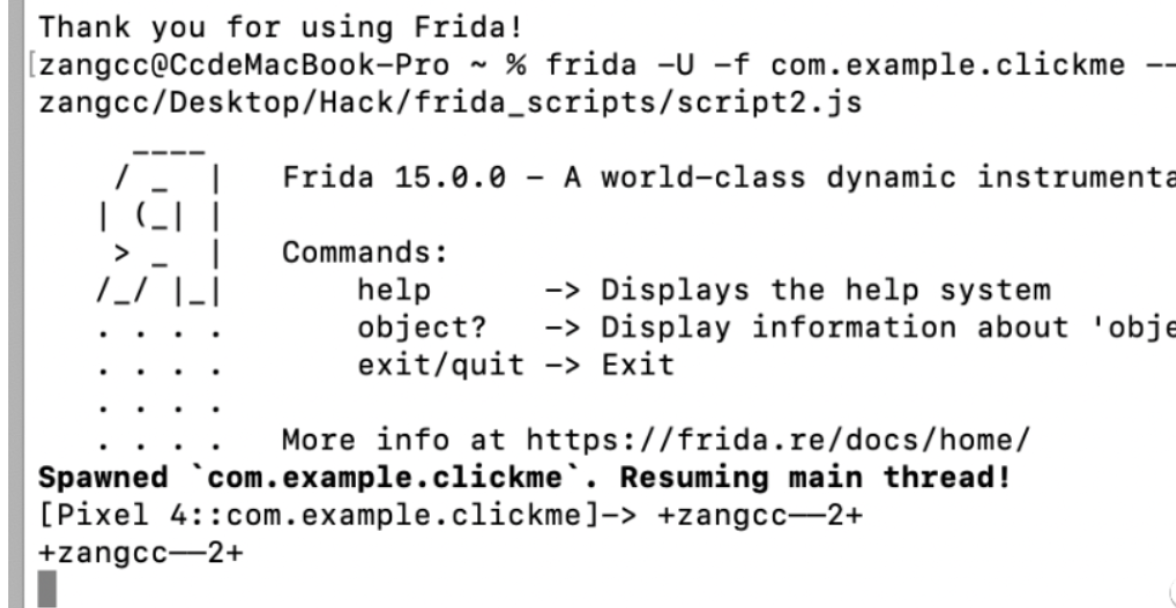 Thank you for using Frida!
[zangcc@CcdeMacBook-Pro ~ % frida -U -f com.example.clickme --
zangcc/Desktop/Hack/frida_scripts/script2.js
     ____
    / _  |   Frida 15.0.0 - A world-class dynamic instrumenta
   | (_| |
    > _  |   Commands:
   /_/ |_|       help      -> Displays the help system
   . . . .       object?   -> Display information about 'obje
   . . . .       exit/quit -> Exit
   . . . .
   . . . .   More info at https://frida.re/docs/home/
Spawned `com.example.clickme`. Resuming main thread!
[Pixel 4::com.example.clickme]-> +zangcc——2+
+zangcc——2+